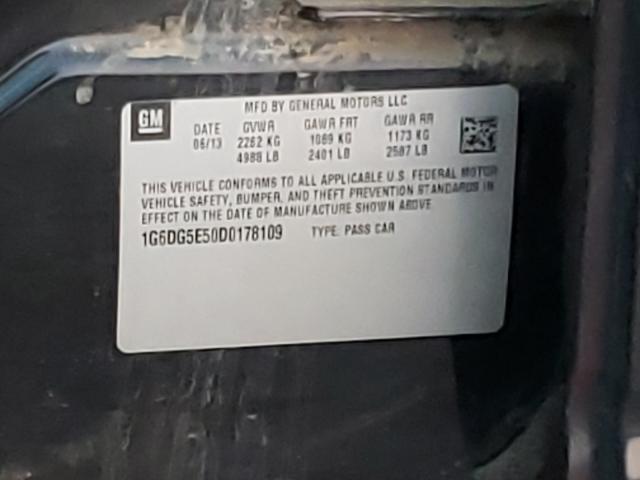 GM
MFD BY GENERAL MOTORS LLC
DATE GVWR GAWR FRT GAWR RR
06/13 2262 KG 1089 KG 1173 KG
4988 LB 2401 LB 2587 LB
THIS VEHICLE CONFORMS TO ALL APPLICABLE U.S. FEDERAL MOTOR
VEHICLE SAFETY, BUMPER, AND THEFT PREVENTION STANDARDS IN
EFFECT ON THE DATE OF MANUFACTURE SHOWN ABOVE
1G6DG5E50D0178109 TYPE: PASS CAR